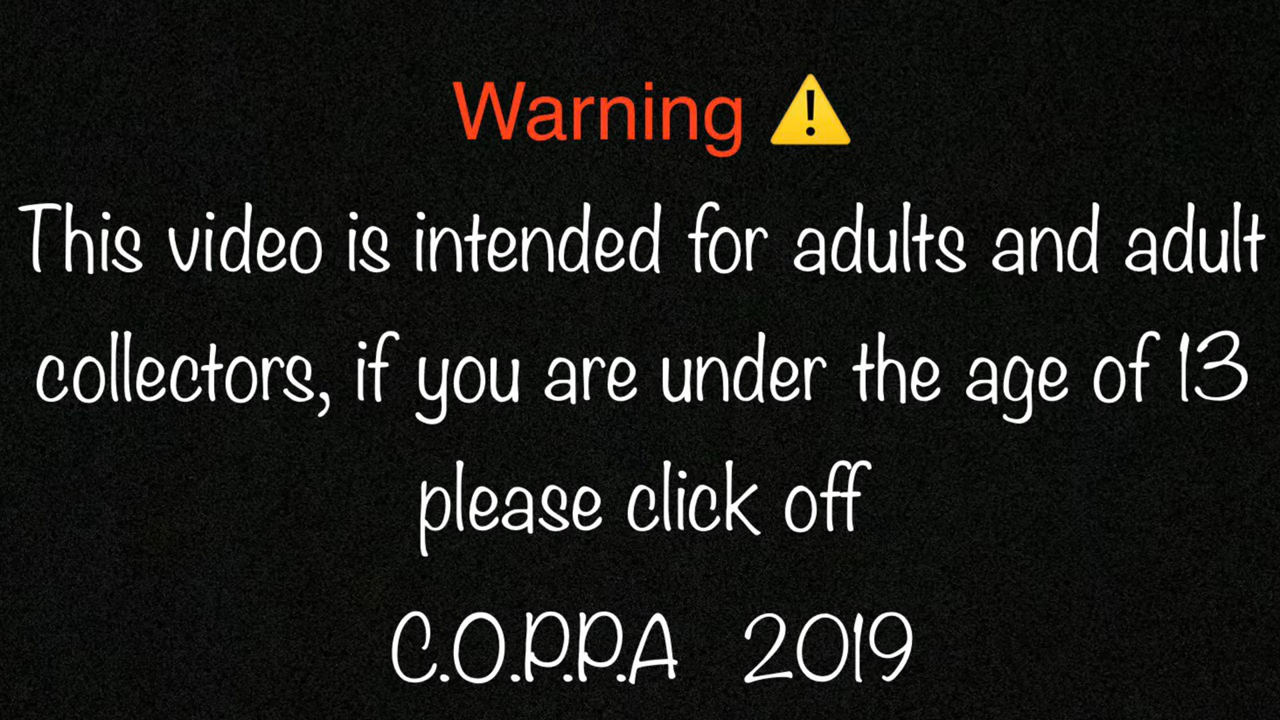 Warning ⚠️
This video is intended for adults and adult
collectors, if you are under the age of 13
please click off
C.O.P.P.A 2019